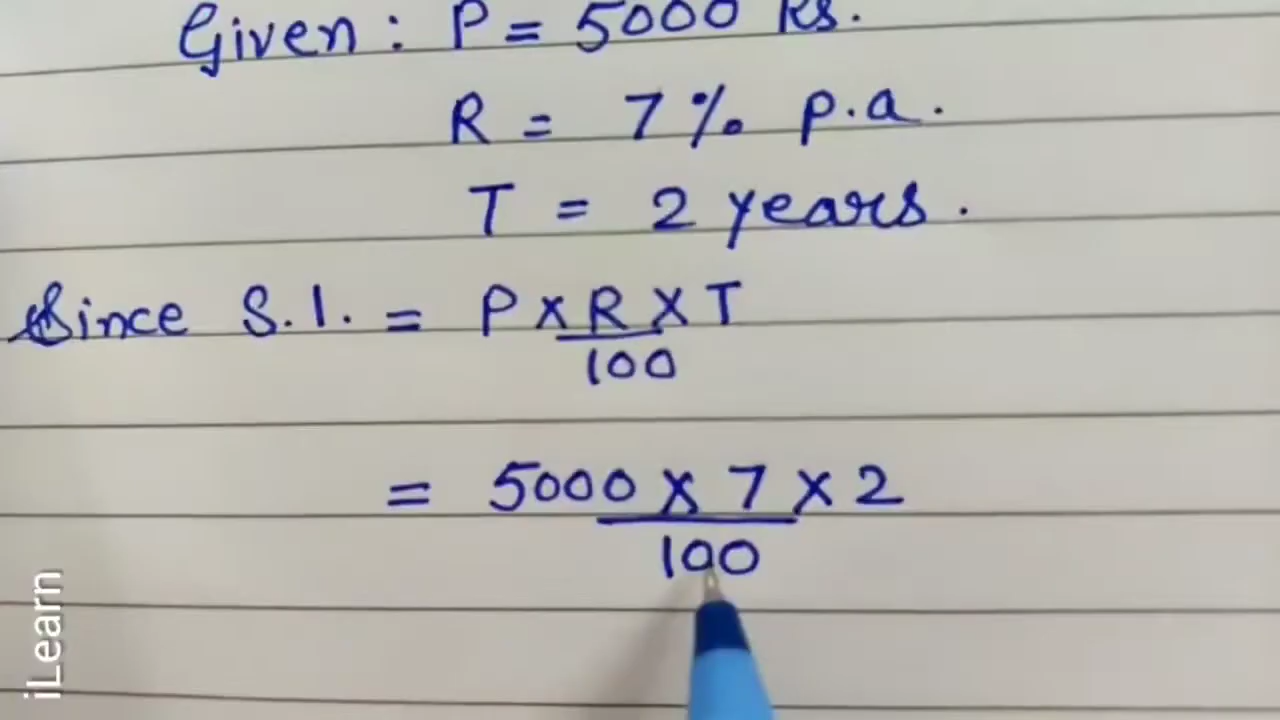 Given : P = 5000 Rs.
R = 7% p.a.
T = 2 years.
Since S.I. = P x R x T
100
= 5000 x 7 x 2
100
iLearn